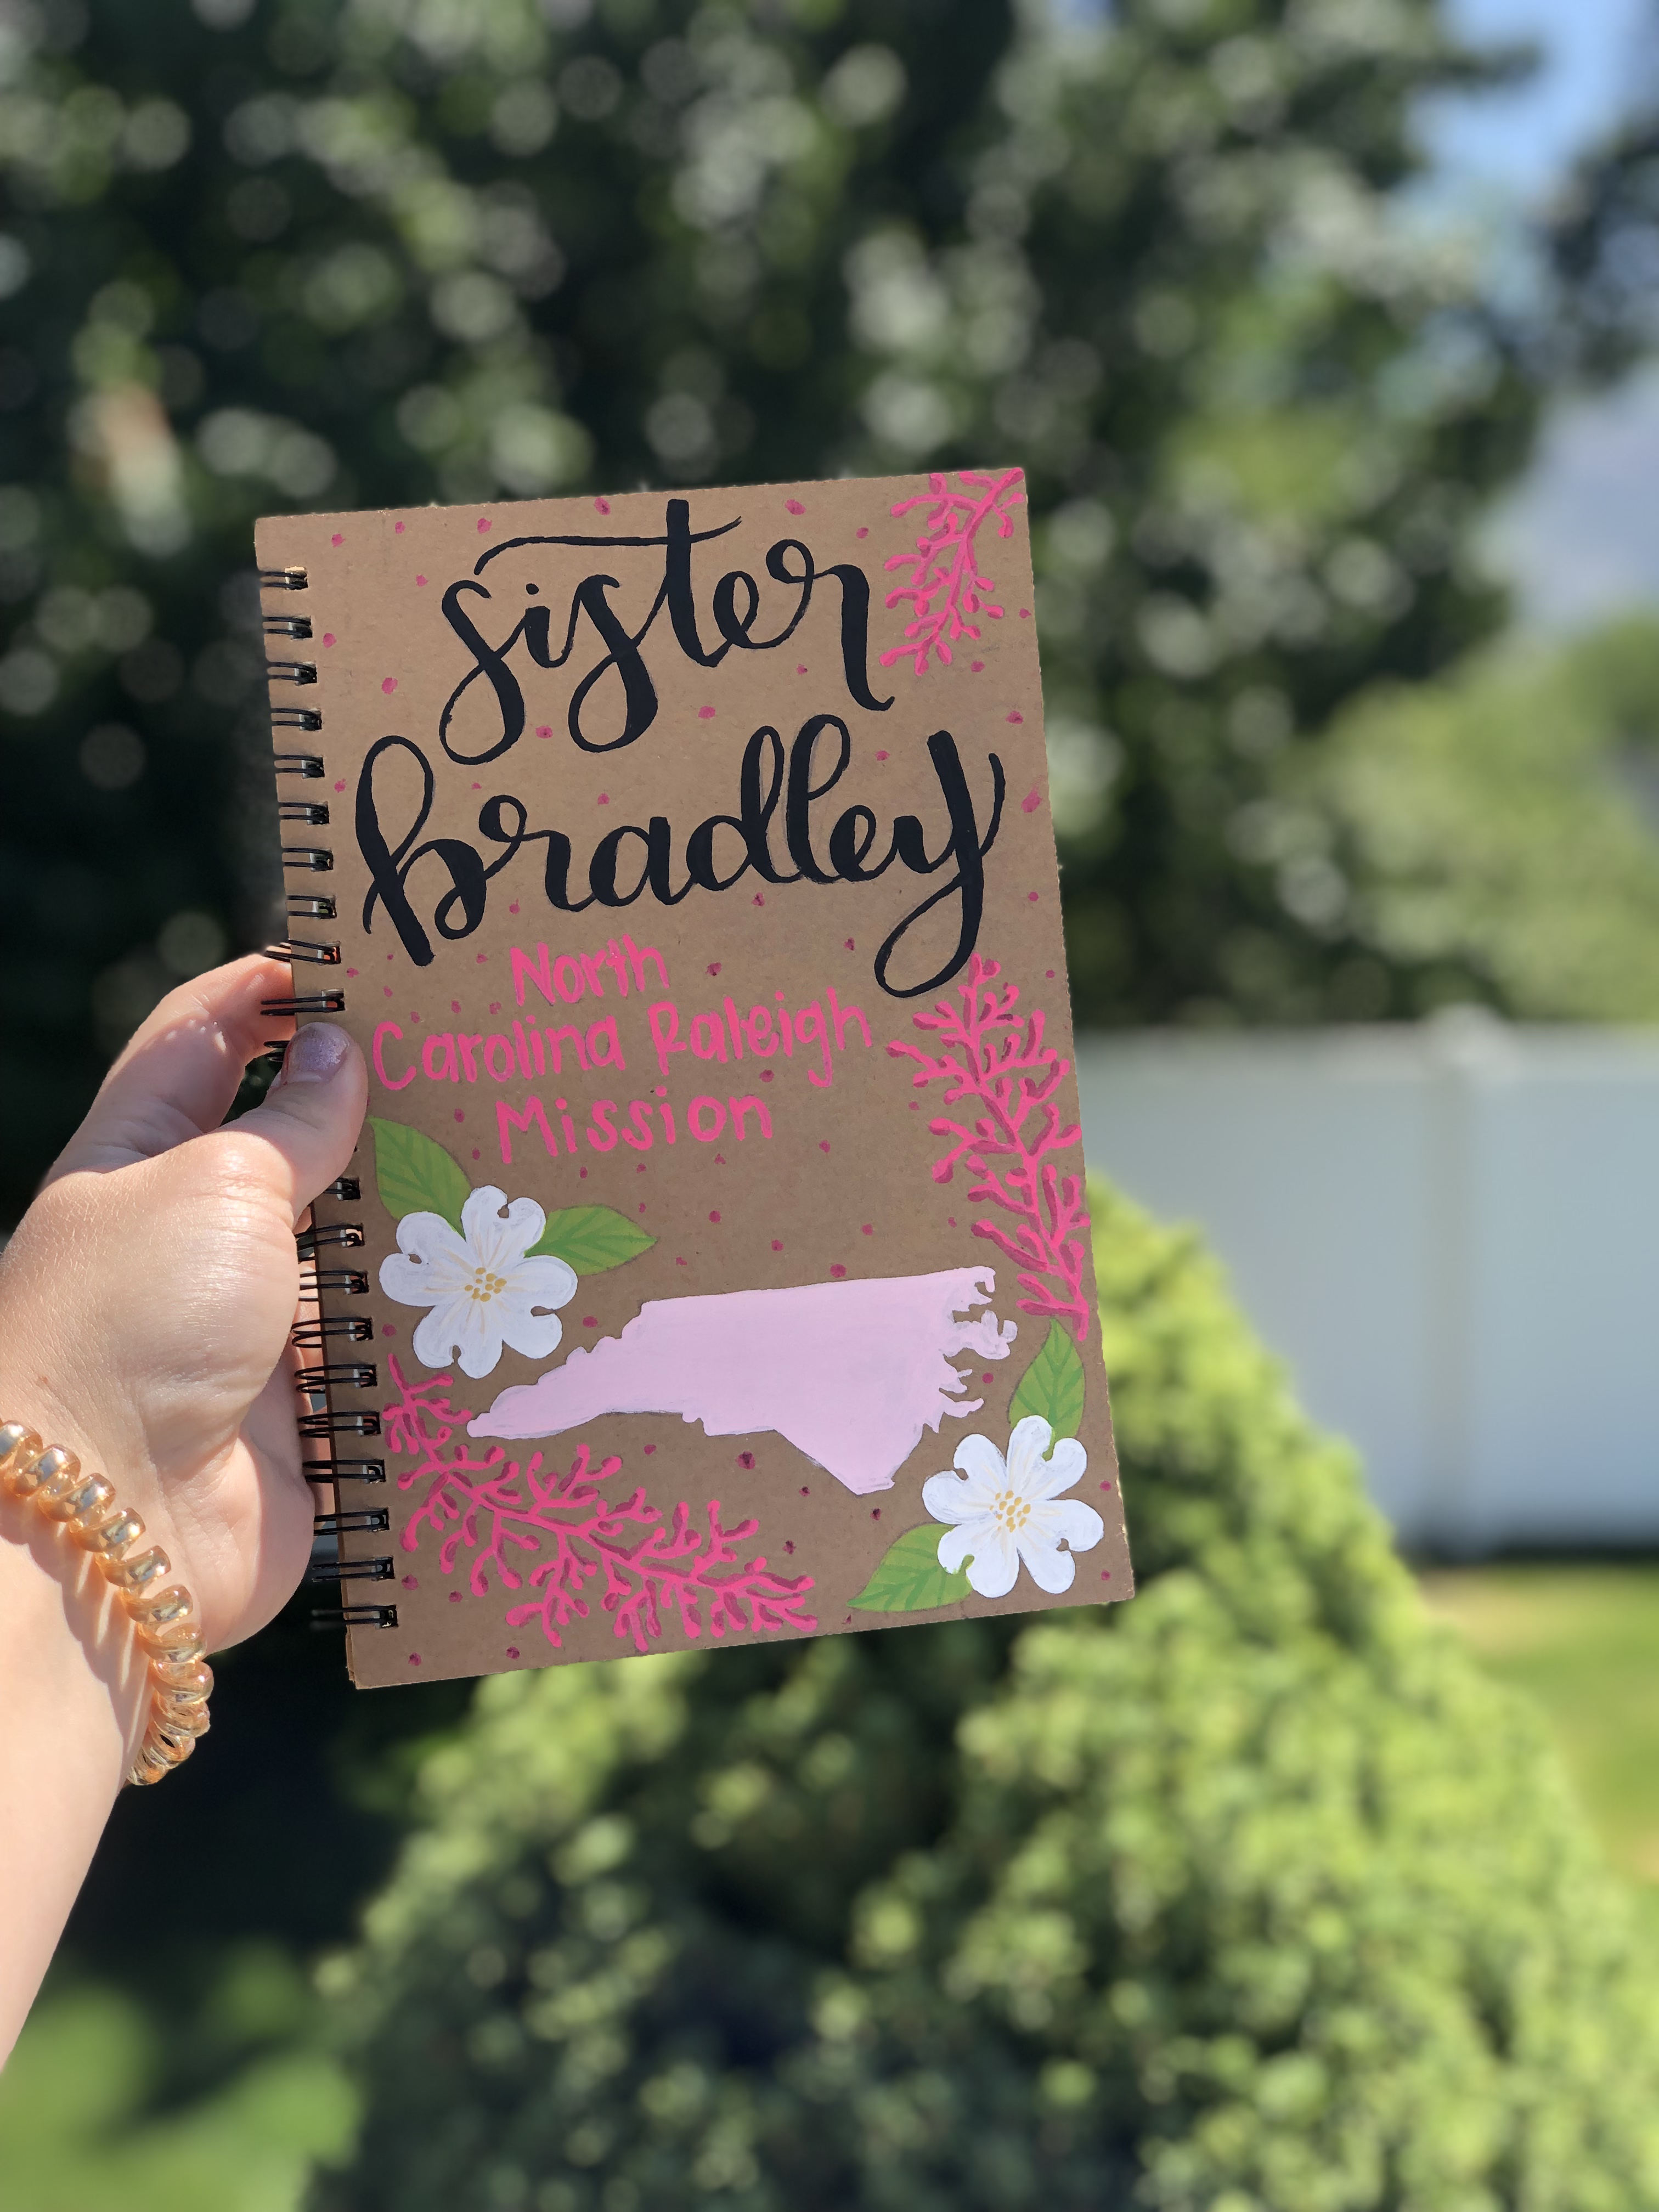 sister
bradley
North
Carolina Raleigh
Mission